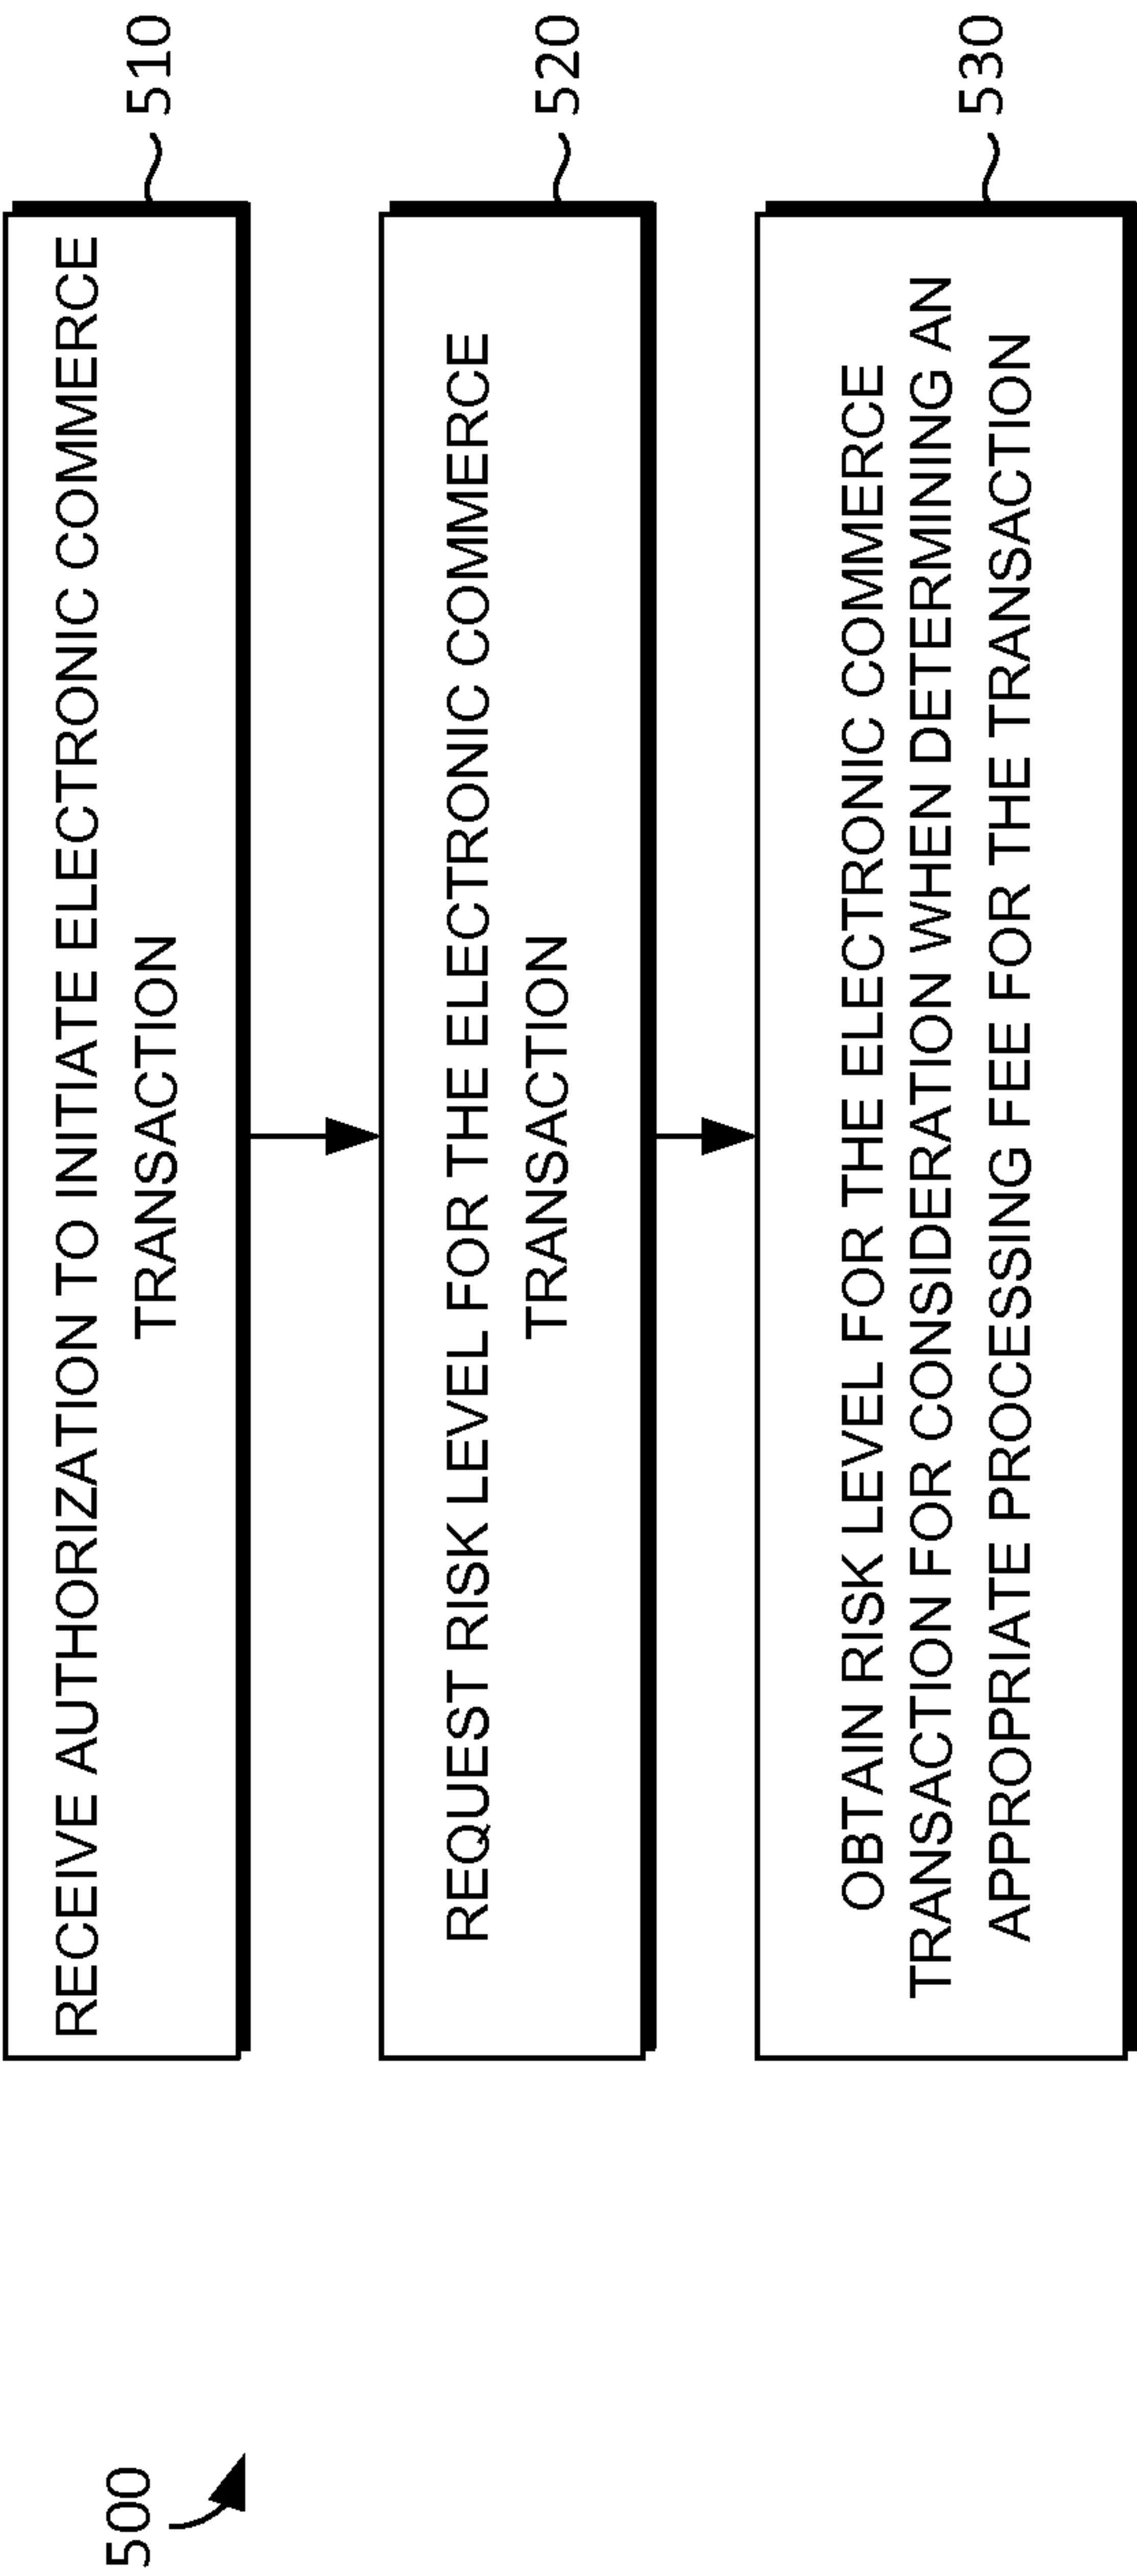 500
RECEIVE AUTHORIZATION TO INITIATE ELECTRONIC COMMERCE
TRANSACTION
510
REQUEST RISK LEVEL FOR THE ELECTRONIC COMMERCE
TRANSACTION
520
OBTAIN RISK LEVEL FOR THE ELECTRONIC COMMERCE
TRANSACTION FOR CONSIDERATION WHEN DETERMINING AN
APPROPRIATE PROCESSING FEE FOR THE TRANSACTION
530